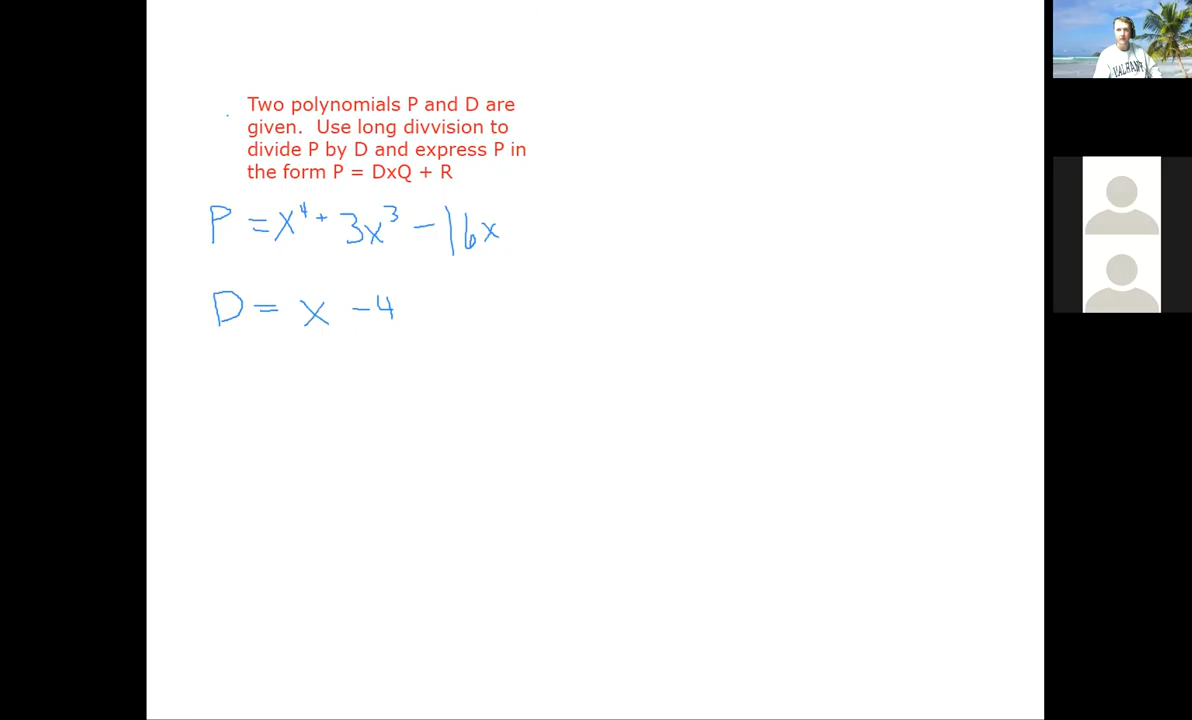 Two polynomials P and D are
given. Use long divvision to
divide P by D and express P in
the form P = DxQ + R
P = x⁴ + 3x³ - 16x
D = x - 4